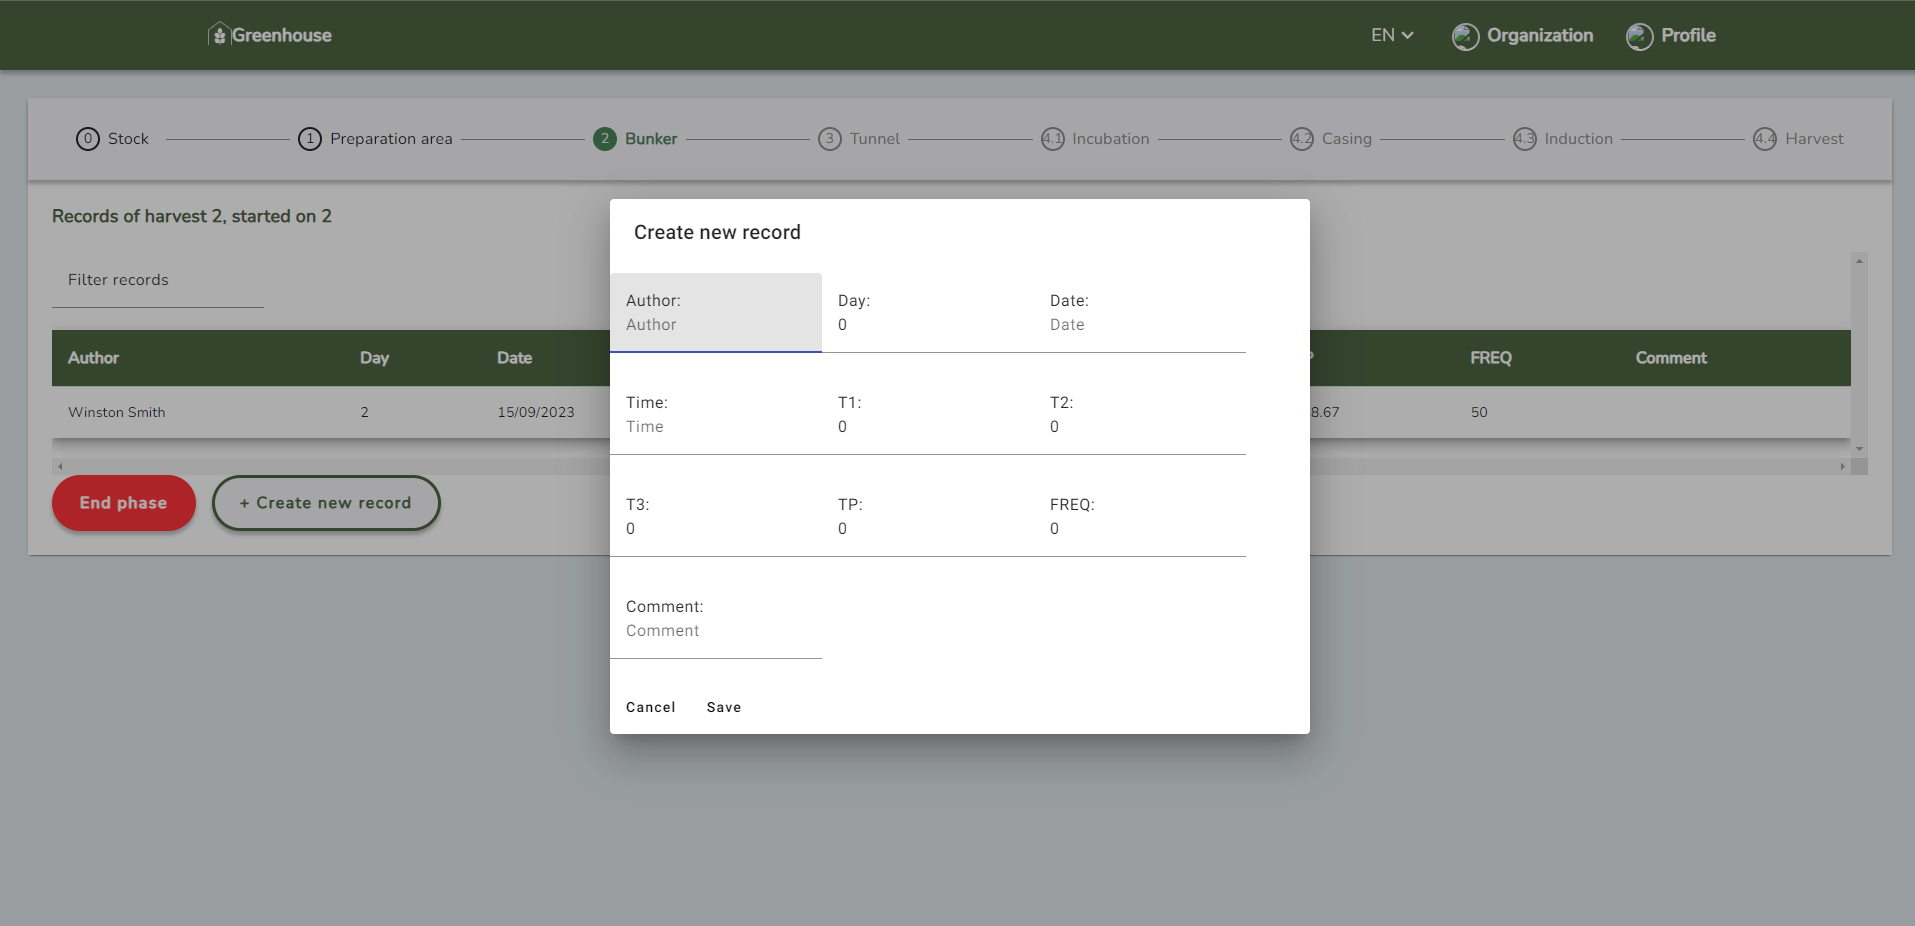 Greenhouse
EN
Organization
Profile
0 Stock
1 Preparation area
2 Bunker
3 Tunnel
4.1 Incubation
4.2 Casing
4.3 Induction
4.4 Harvest
Records of harvest 2, started on 2
Filter records
Author Day Date FREQ Comment
Winston Smith 2 15/09/2023 8.67 50
End phase
+ Create new record
Create new record
Author: Day: Date:
Author 0 Date
Time: T1: T2:
Time 0 0
T3: TP: FREQ:
0 0 0
Comment:
Comment
Cancel Save